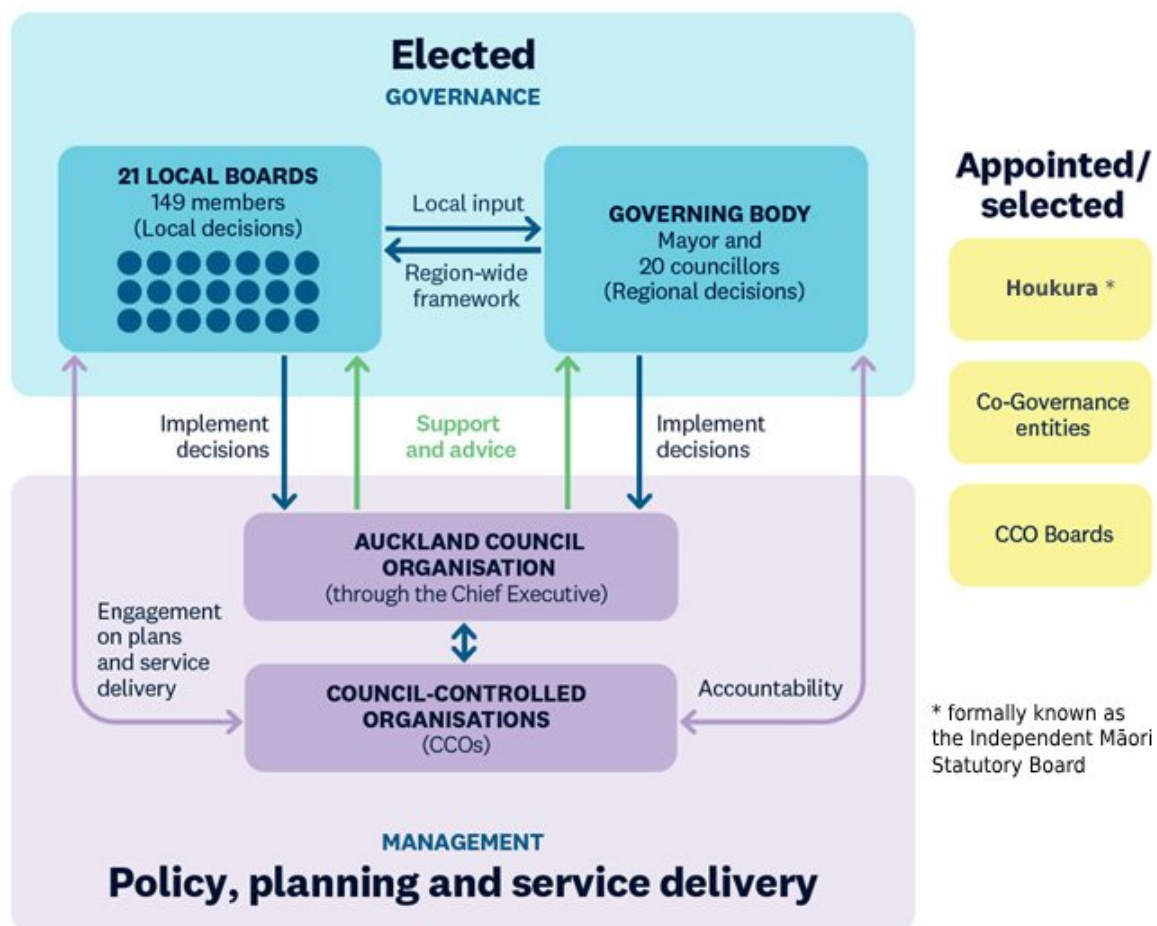 Elected
GOVERNANCE
21 LOCAL BOARDS
149 members
(Local decisions)
Local input
Region-wide
framework
GOVERNING BODY
Mayor and
20 councillors
(Regional decisions)
Implement
decisions
Support
and advice
Implement
decisions
AUCKLAND COUNCIL
ORGANISATION
(through the Chief Executive)
Engagement
on plans
and service
delivery
COUNCIL-CONTROLLED
ORGANISATIONS
(CCOs)
Accountability
MANAGEMENT
Policy, planning and service delivery
Appointed/
selected
Houkura *
Co-Governance
entities
CCO Boards
* formally known as
the Independent Māori
Statutory Board